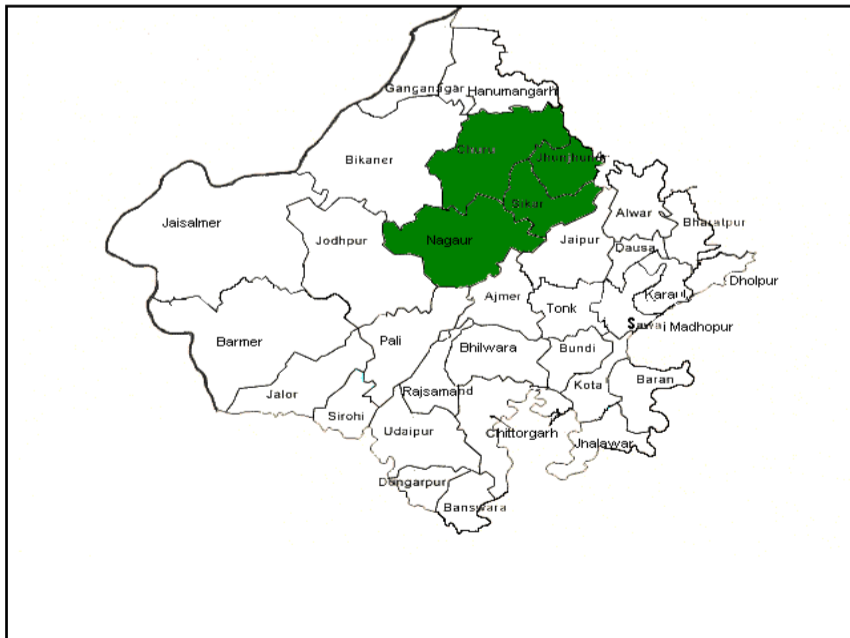 Ganganagar
Hanumangarh
Churu
Jhunjhunu
Bikaner
Sikar
Alwar
Bharatpur
Jaisalmer
Jodhpur
Nagaur
Jaipur
Dausa
Dholpur
Ajmer
Tonk
Karauli
Sawai Madhopur
Barmer
Pali
Bhilwara
Bundi
Jalor
Rajsamand
Kota
Baran
Sirohi
Udaipur
Chittorgarh
Jhalawar
Dungarpur
Banswara